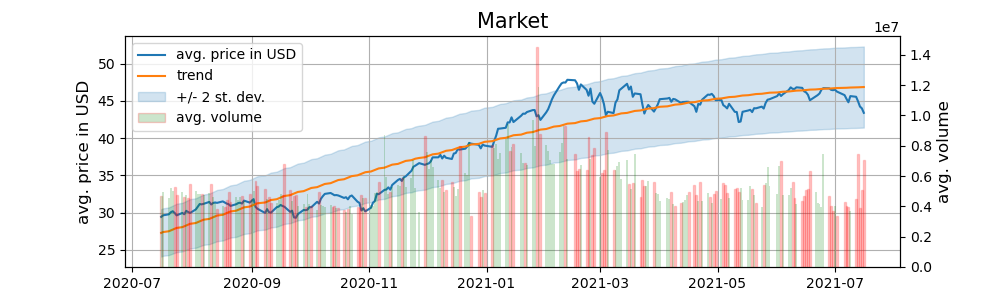 Market
1e7
avg. price in USD
trend
+/- 2 st. dev.
avg. volume
avg. price in USD
50
45
40
35
30
25
avg. volume
1.4
1.2
1.0
0.8
0.6
0.4
0.2
0.0
2020-07 2020-09 2020-11 2021-01 2021-03 2021-05 2021-07